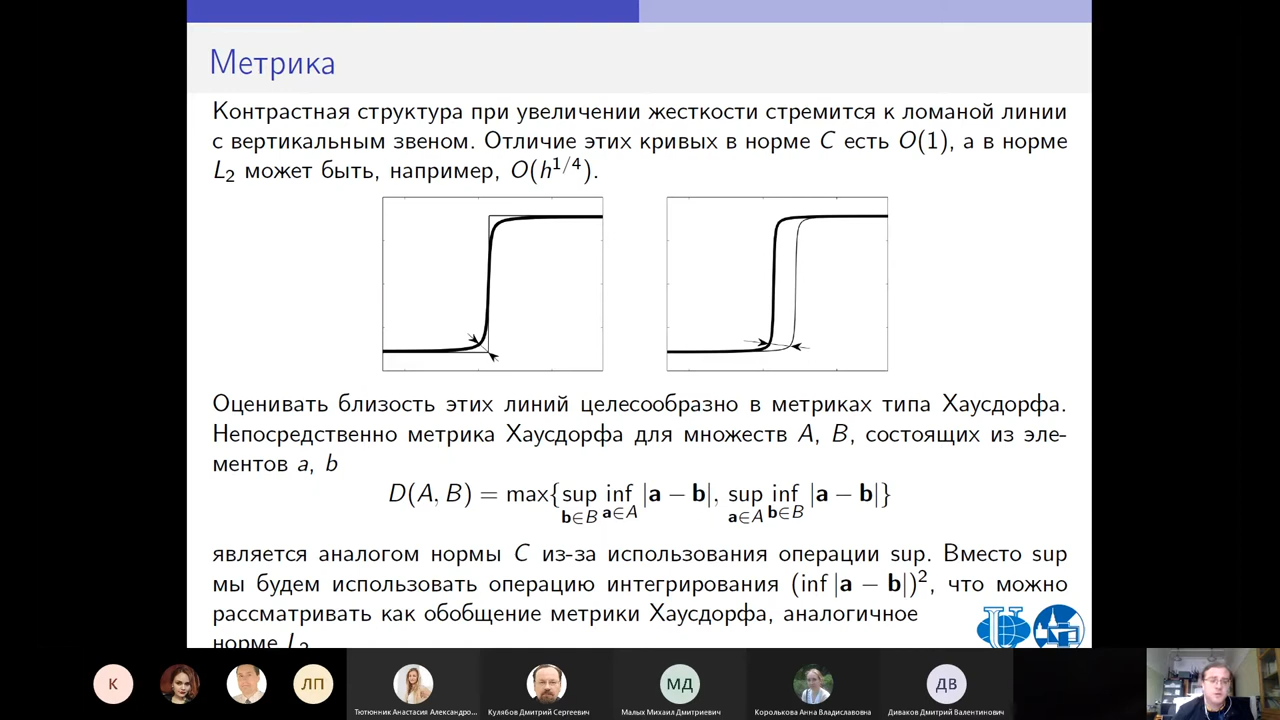 Метрика
Контрастная структура при увеличении жесткости стремится к ломаной линии
с вертикальным звеном. Отличие этих кривых в норме C есть O(1), а в норме
L₂ может быть, например, O(h^{1/4}).
Оценивать близость этих линий целесообразно в метриках типа Хаусдорфа.
Непосредственно метрика Хаусдорфа для множеств A, B, состоящих из эле-
ментов a, b
D(A, B) = max{sup inf |a − b|, sup inf |a − b|}
b∈B a∈A a∈A b∈B
является аналогом нормы C из-за использования операции sup. Вместо sup
мы будем использовать операцию интегрирования (inf |a − b|)², что можно
рассматривать как обобщение метрики Хаусдорфа, аналогичное
норме L₂
К
ЛП
МД
ДВ
Тютюнник Анастасия Александро...
Кулябов Дмитрий Сергеевич
Малых Михаил Дмитриевич
Королькова Анна Владиславовна
Диваков Дмитрий Валентинович